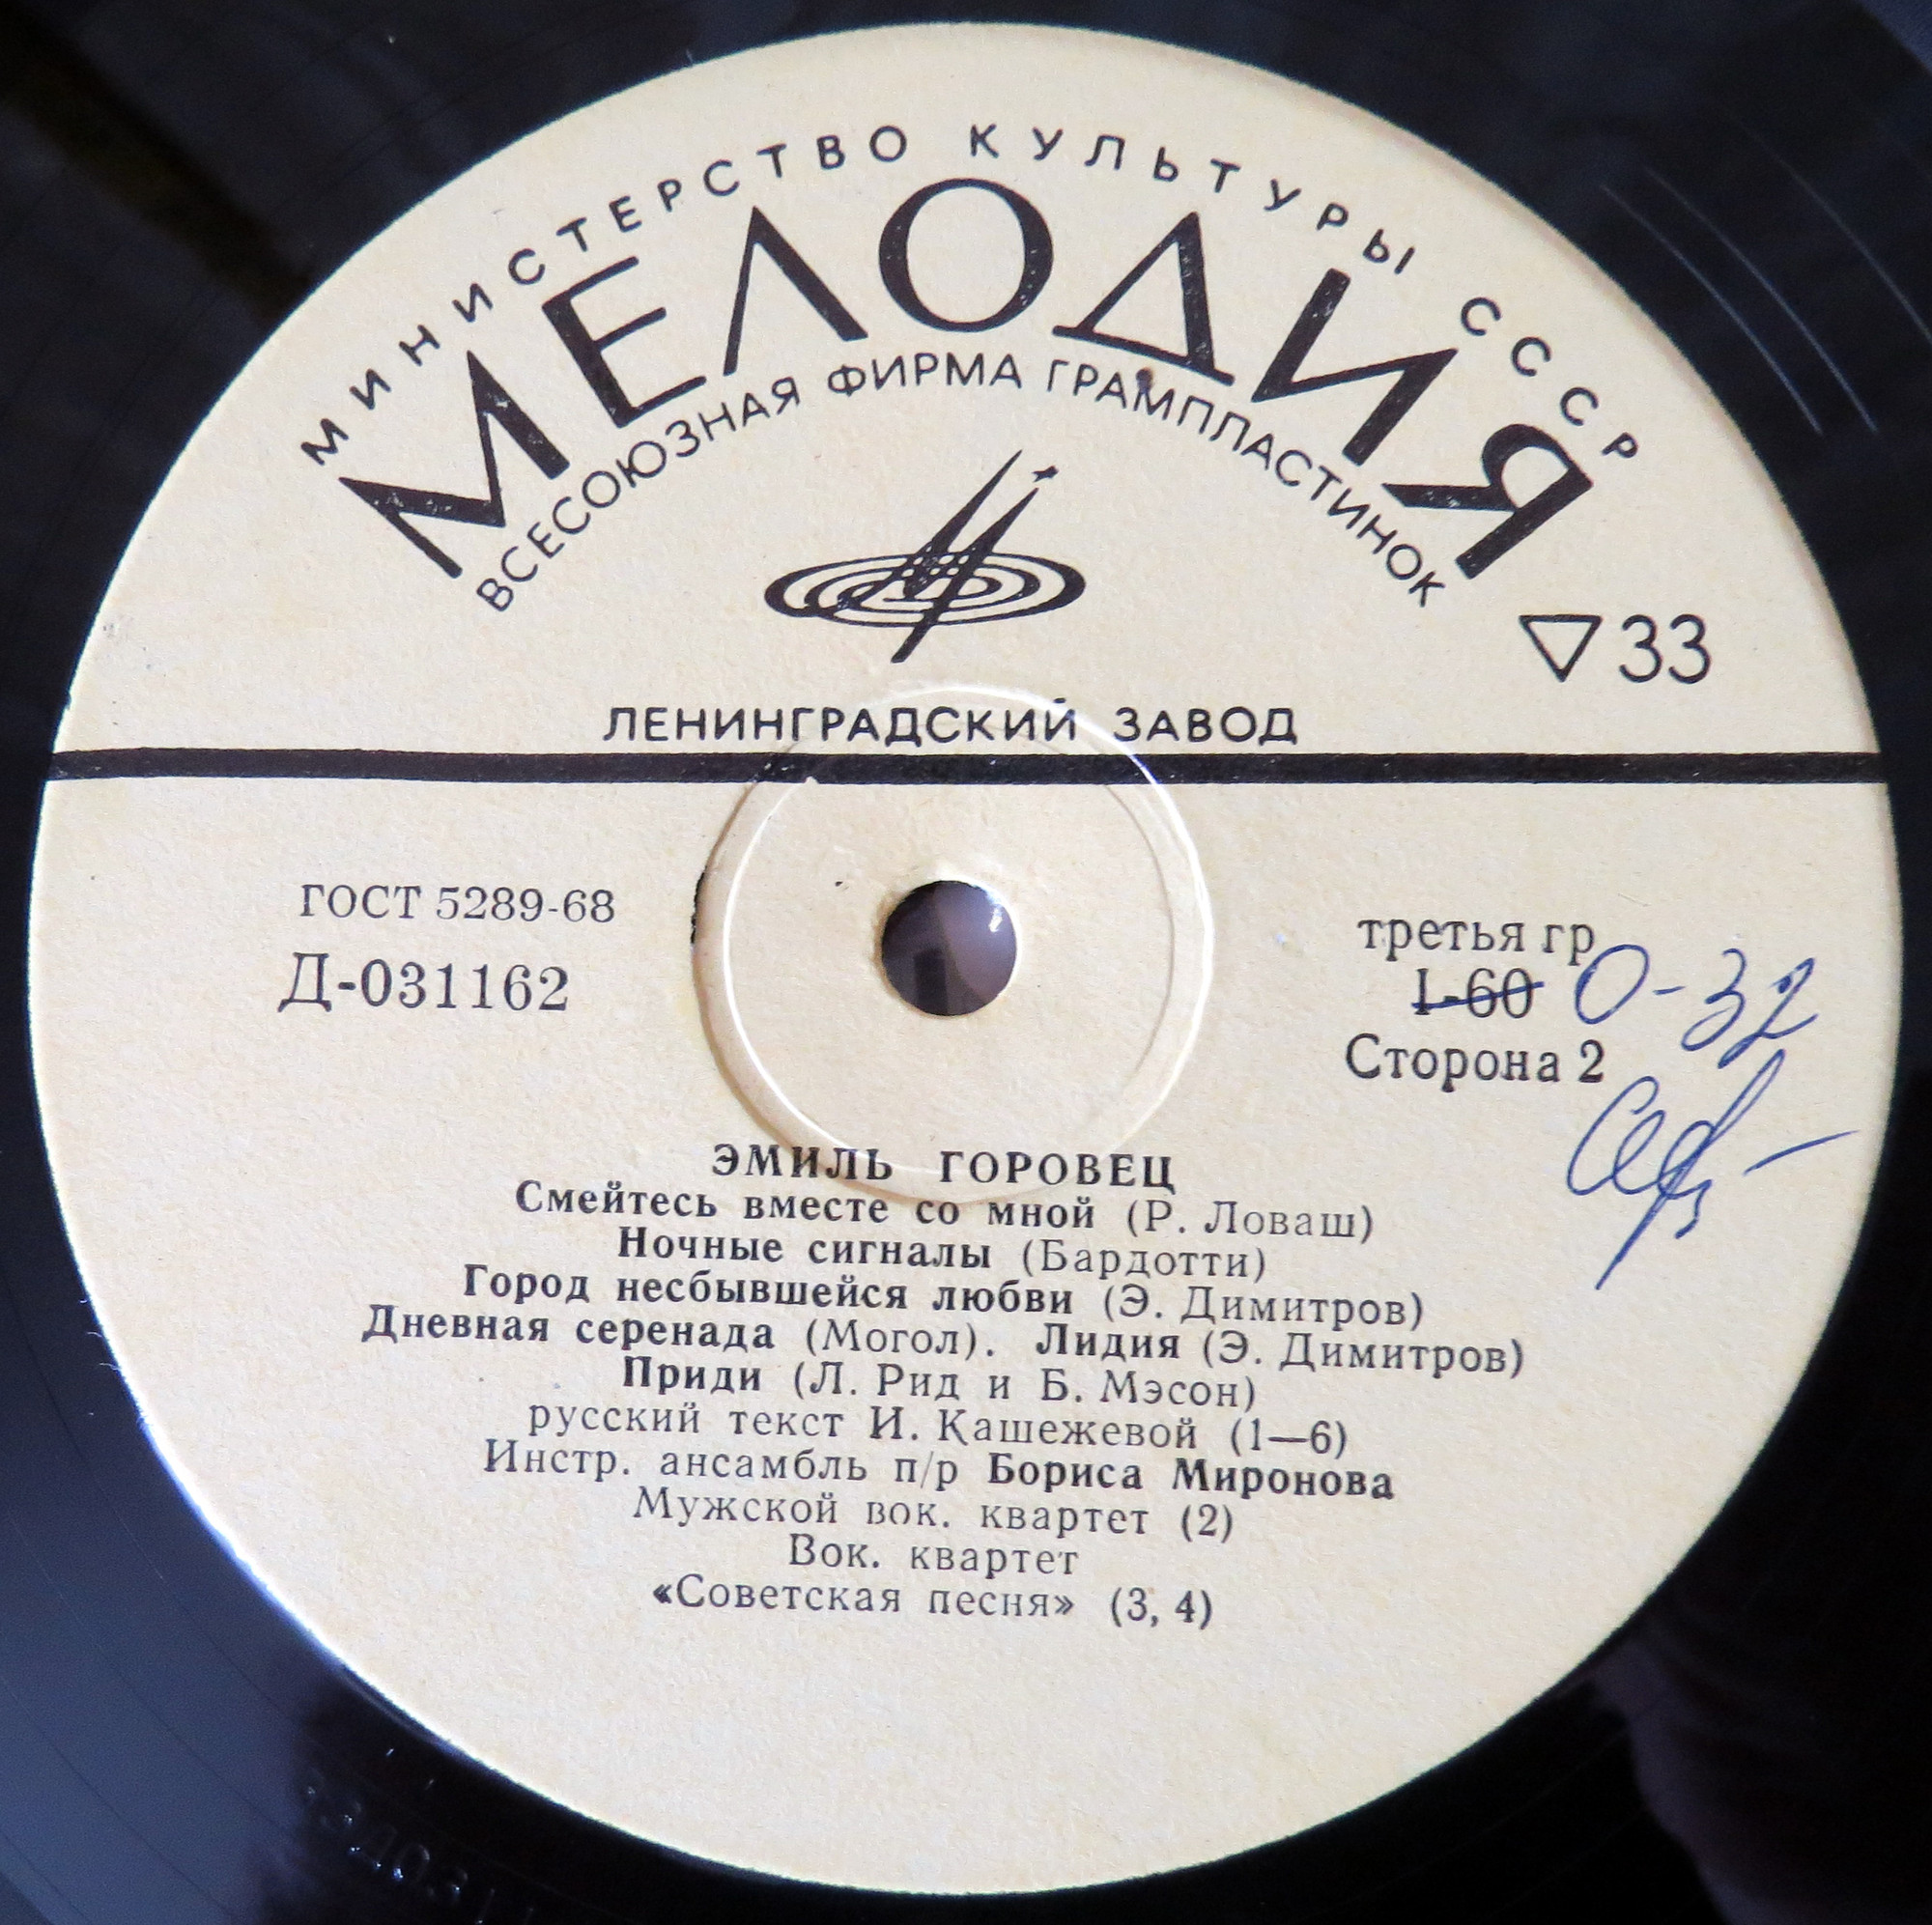 МИНИСТЕРСТВО КУЛЬТУРЫ СССР
МЕЛОДИЯ
ВСЕСОЮЗНАЯ ФИРМА ГРАМПЛАСТИНОК
33
ЛЕНИНГРАДСКИЙ ЗАВОД
ГОСТ 5289-68
Д-031162
третья гр
1-60 0-32
Сторона 2
ЭМИЛЬ ГОРОВЕЦ
Смейтесь вместе со мной (Р. Ловаш)
Ночные сигналы (Бардотти)
Город несбывшейся любви (Э. Димитров)
Дневная серенада (Могол). Лидия (Э. Димитров)
Приди (Л. Рид и Б. Мэсон)
русский текст И. Кашежевой (1—6)
Инстр. ансамбль п/р Бориса Миронова
Мужской вок. квартет (2)
Вок. квартет
«Советская песня» (3, 4)